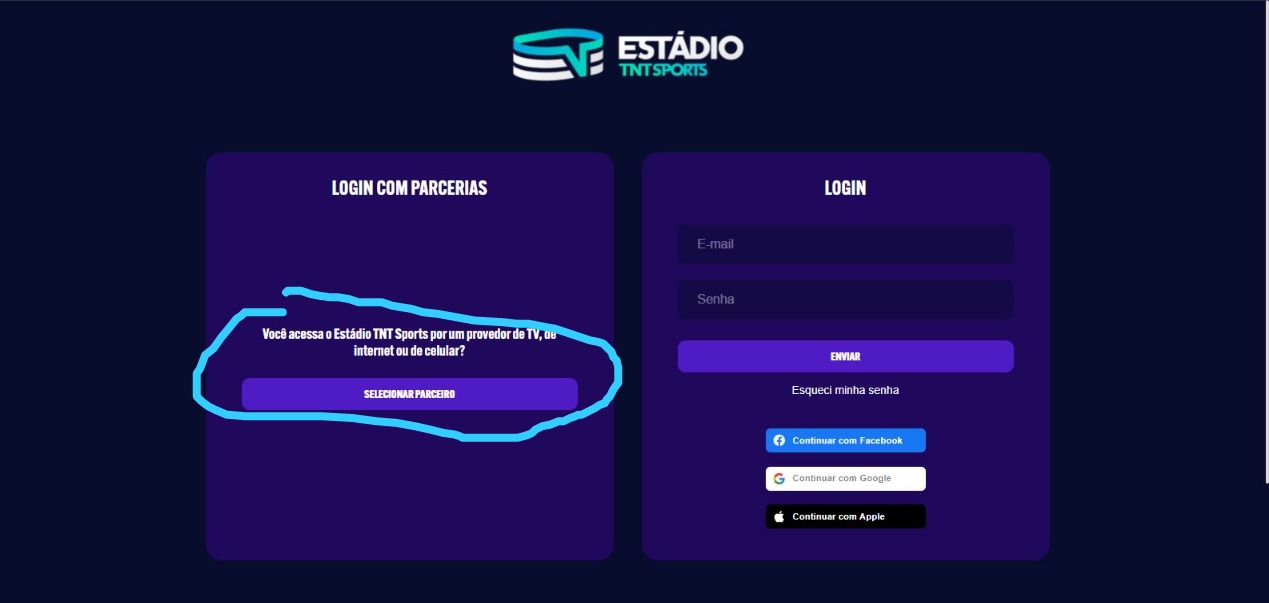 ESTÁDIO
TNT SPORTS
LOGIN COM PARCERIAS
Você acessa o Estádio TNT Sports por um provedor de TV, de
internet ou de celular?
SELECIONAR PARCEIRO
LOGIN
E-mail
Senha
ENVIAR
Esqueci minha senha
Continuar com Facebook
Continuar com Google
Continuar com Apple